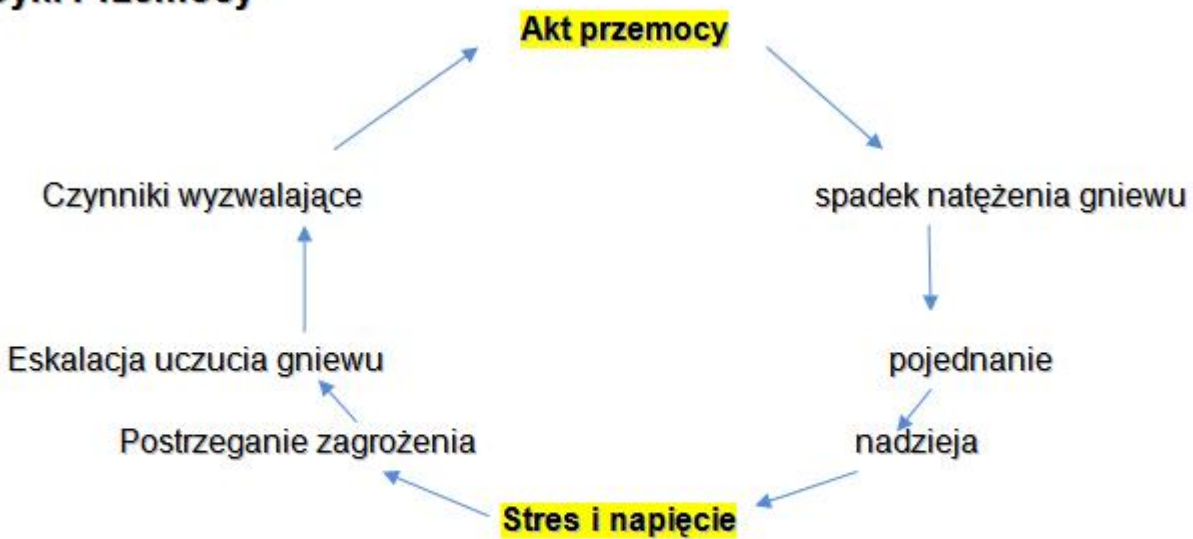 Akt przemocy
Czynniki wyzwalające
spadek natężenia gniewu
Eskalacja uczucia gniewu
pojednanie
Postrzeganie zagrożenia
nadzieja
Stres i napięcie